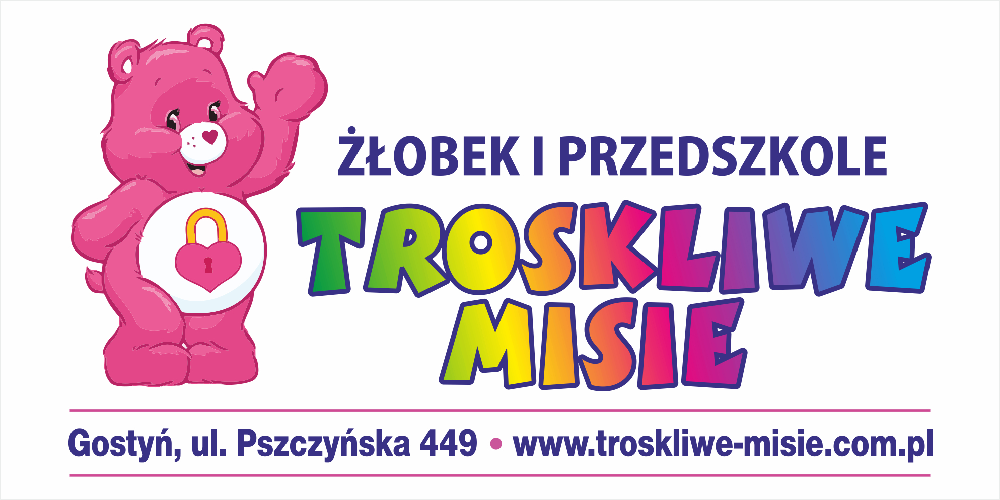 ŻŁOBEK I PRZEDSZKOLE
TROSKLIWE
MISIE
Gostyń, ul. Pszczyńska 449 • www.troskliwe-misie.com.pl